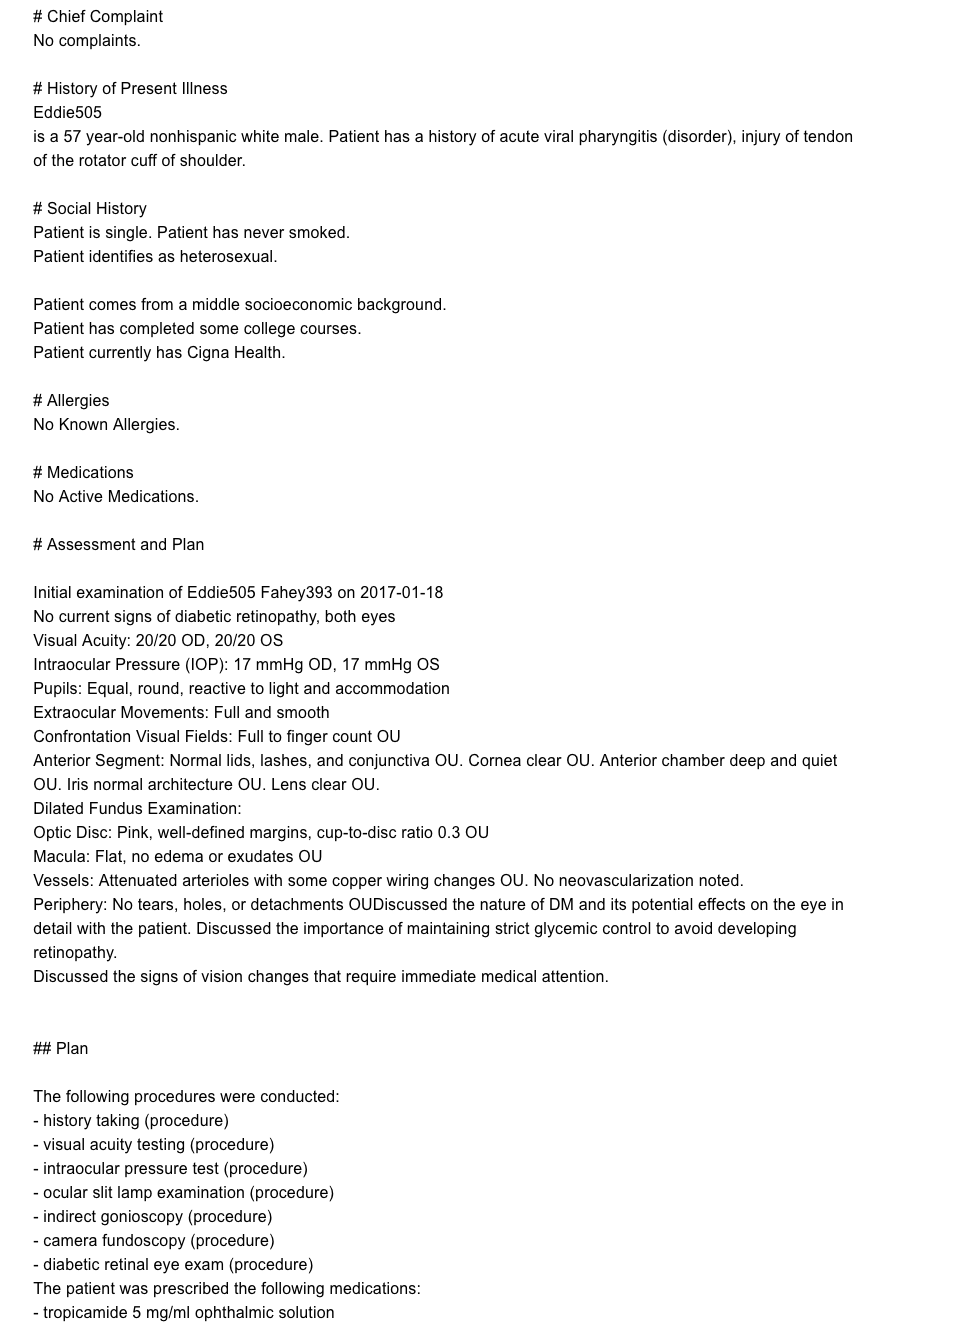 # Chief Complaint
No complaints.
# History of Present Illness
Eddie505
is a 57 year-old nonhispanic white male. Patient has a history of acute viral pharyngitis (disorder), injury of tendon
of the rotator cuff of shoulder.
# Social History
Patient is single. Patient has never smoked.
Patient identifies as heterosexual.
Patient comes from a middle socioeconomic background.
Patient has completed some college courses.
Patient currently has Cigna Health.
# Allergies
No Known Allergies.
# Medications
No Active Medications.
# Assessment and Plan
Initial examination of Eddie505 Fahey393 on 2017-01-18
No current signs of diabetic retinopathy, both eyes
Visual Acuity: 20/20 OD, 20/20 OS
Intraocular Pressure (IOP): 17 mmHg OD, 17 mmHg OS
Pupils: Equal, round, reactive to light and accommodation
Extraocular Movements: Full and smooth
Confrontation Visual Fields: Full to finger count OU
Anterior Segment: Normal lids, lashes, and conjunctiva OU. Cornea clear OU. Anterior chamber deep and quiet
OU. Iris normal architecture OU. Lens clear OU.
Dilated Fundus Examination:
Optic Disc: Pink, well-defined margins, cup-to-disc ratio 0.3 OU
Macula: Flat, no edema or exudates OU
Vessels: Attenuated arterioles with some copper wiring changes OU. No neovascularization noted.
Periphery: No tears, holes, or detachments OUDiscussed the nature of DM and its potential effects on the eye in
detail with the patient. Discussed the importance of maintaining strict glycemic control to avoid developing
retinopathy.
Discussed the signs of vision changes that require immediate medical attention.
## Plan
The following procedures were conducted:
- history taking (procedure)
- visual acuity testing (procedure)
- intraocular pressure test (procedure)
- ocular slit lamp examination (procedure)
- indirect gonioscopy (procedure)
- camera fundoscopy (procedure)
- diabetic retinal eye exam (procedure)
The patient was prescribed the following medications:
- tropicamide 5 mg/ml ophthalmic solution